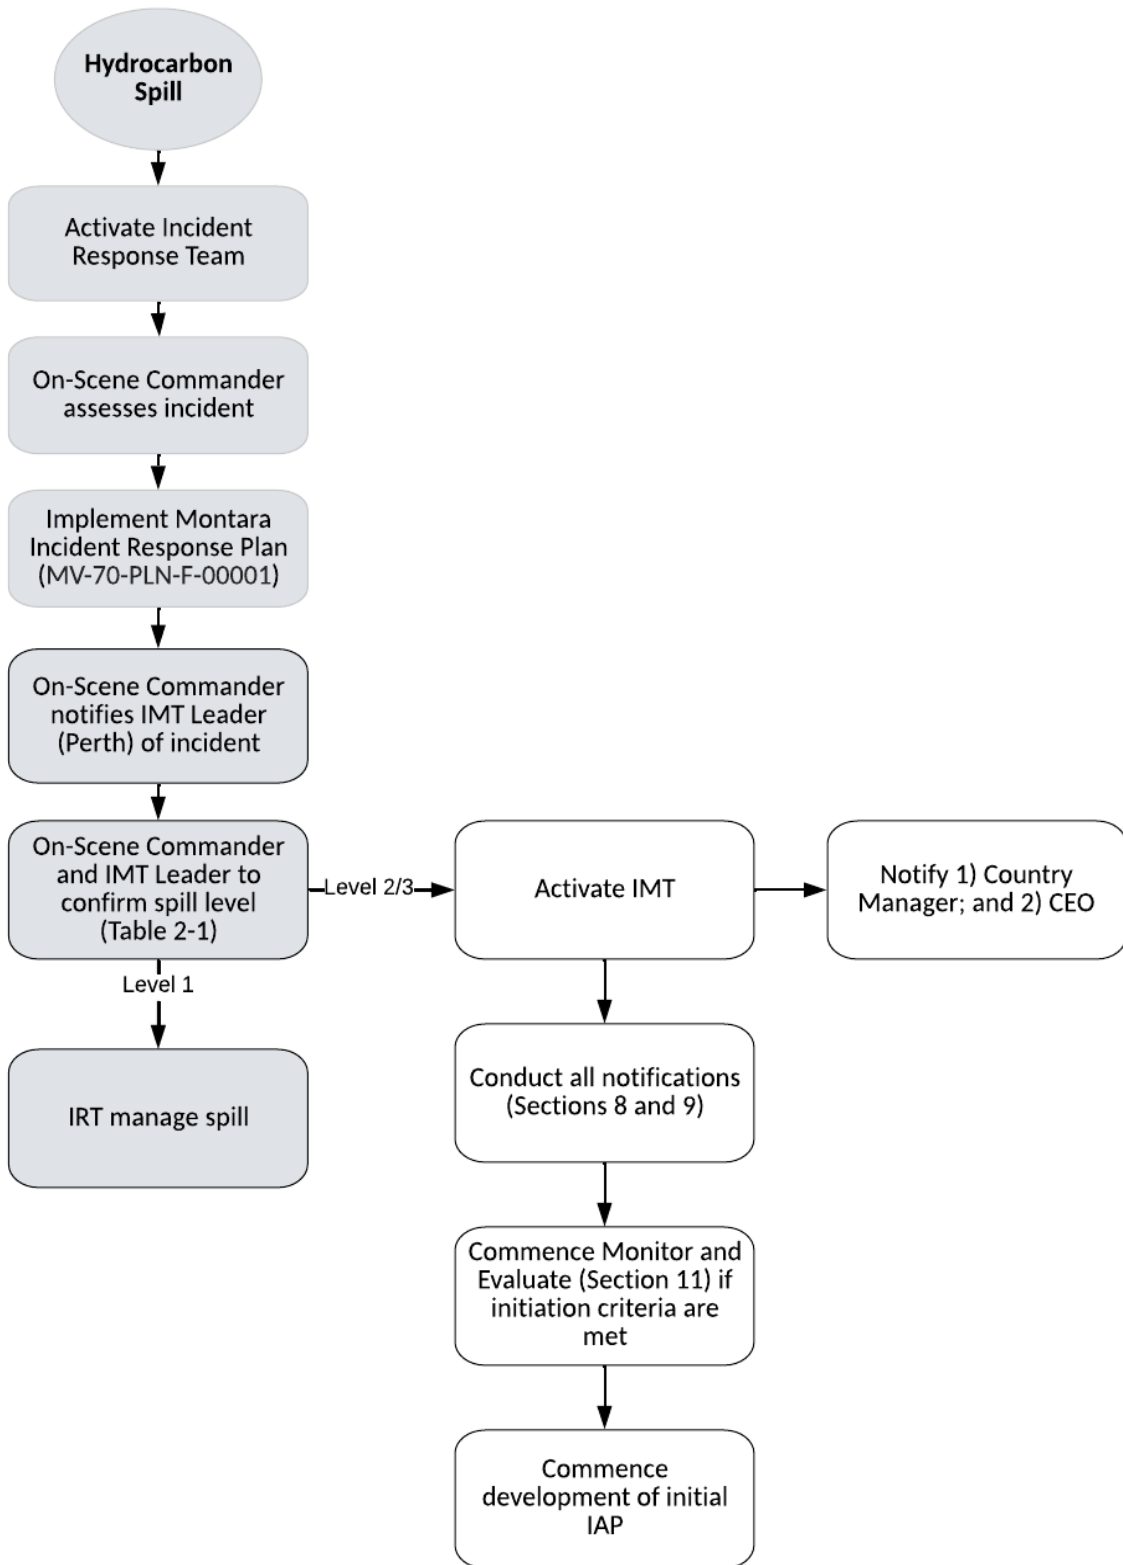 Hydrocarbon
Spill
Activate Incident
Response Team
On-Scene Commander
assesses incident
Implement Montara
Incident Response Plan
(MV-70-PLN-F-00001)
On-Scene Commander
notifies IMT Leader
(Perth) of incident
On-Scene Commander
and IMT Leader to
confirm spill level
(Table 2-1)
Level 2/3
Activate IMT
Notify 1) Country
Manager; and 2) CEO
Level 1
IRT manage spill
Conduct all notifications
(Sections 8 and 9)
Commence Monitor and
Evaluate (Section 11) if
initiation criteria are
met
Commence
development of initial
IAP